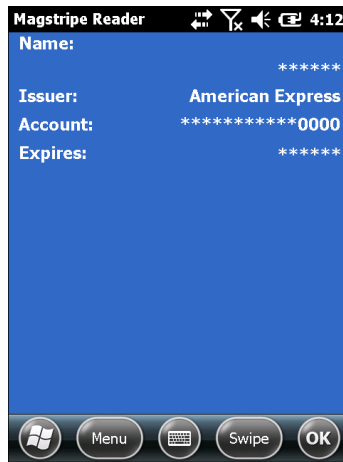 Magstripe Reader 4:12
Name:
******
Issuer: American Express
Account: ***********0000
Expires: ******
Menu Swipe OK